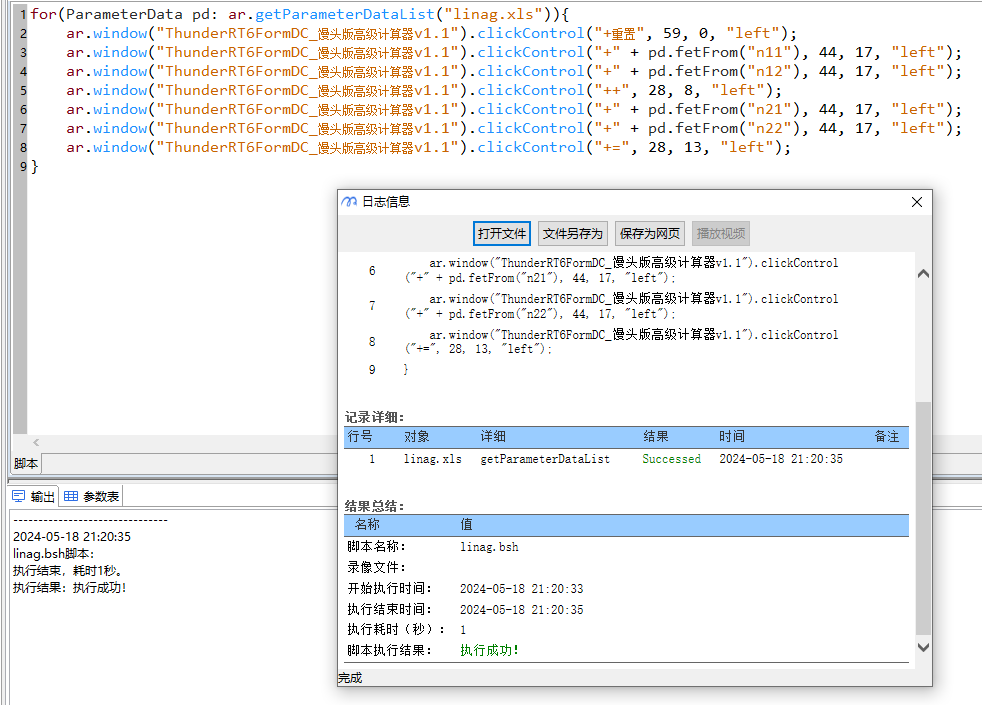 1 for(ParameterData pd: ar.getParameterDataList("linag.xls")){
2 ar.window("ThunderRT6FormDC_馒头版高级计算器v1.1").clickControl("+重置", 59, 0, "left");
3 ar.window("ThunderRT6FormDC_馒头版高级计算器v1.1").clickControl("+" + pd.fetFrom("n11"), 44, 17, "left");
4 ar.window("ThunderRT6FormDC_馒头版高级计算器v1.1").clickControl("+" + pd.fetFrom("n12"), 44, 17, "left");
5 ar.window("ThunderRT6FormDC_馒头版高级计算器v1.1").clickControl("++", 28, 8, "left");
6 ar.window("ThunderRT6FormDC_馒头版高级计算器v1.1").clickControl("+" + pd.fetFrom("n21"), 44, 17, "left");
7 ar.window("ThunderRT6FormDC_馒头版高级计算器v1.1").clickControl("+" + pd.fetFrom("n22"), 44, 17, "left");
8 ar.window("ThunderRT6FormDC_馒头版高级计算器v1.1").clickControl("+=", 28, 13, "left");
9 }
脚本
输出 参数表
-------------------------------
2024-05-18 21:20:35
linag.bsh脚本：
执行结束，耗时1秒。
执行结果：执行成功！
日志信息
打开文件 文件另存为 保存为网页 播放视频
6 ar.window("ThunderRT6FormDC_馒头版高级计算器v1.1").clickControl
("+" + pd.fetFrom("n21"), 44, 17, "left");
7 ar.window("ThunderRT6FormDC_馒头版高级计算器v1.1").clickControl
("+" + pd.fetFrom("n22"), 44, 17, "left");
8 ar.window("ThunderRT6FormDC_馒头版高级计算器v1.1").clickControl
("+=", 28, 13, "left");
9 }
记录详细：
行号 对象 详细 结果 时间 备注
1 linag.xls getParameterDataList Successed 2024-05-18 21:20:35
结果总结：
名称 值
脚本名称： linag.bsh
录像文件：
开始执行时间： 2024-05-18 21:20:33
执行结束时间： 2024-05-18 21:20:35
执行耗时（秒）： 1
脚本执行结果： 执行成功！
完成